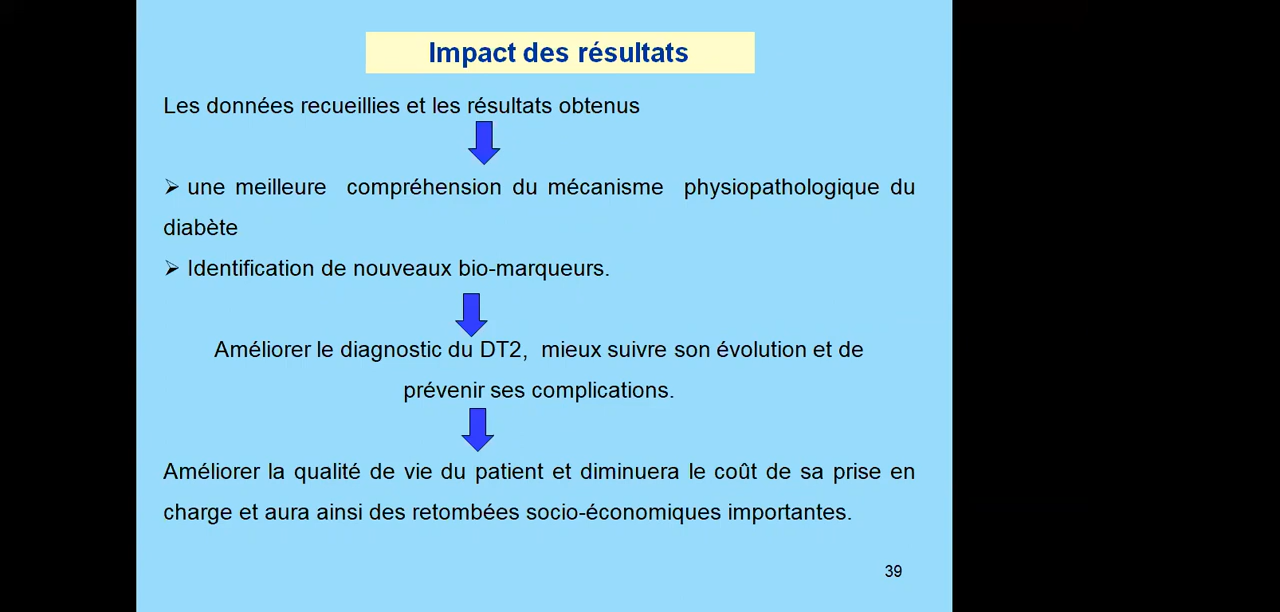 Impact des résultats
Les données recueillies et les résultats obtenus
➢ une meilleure compréhension du mécanisme physiopathologique du
diabète
➢ Identification de nouveaux bio-marqueurs.
Améliorer le diagnostic du DT2, mieux suivre son évolution et de
prévenir ses complications.
Améliorer la qualité de vie du patient et diminuera le coût de sa prise en
charge et aura ainsi des retombées socio-économiques importantes.
39